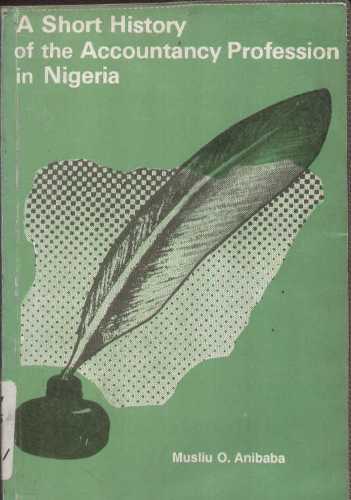 A Short History
of the Accountancy Profession
in Nigeria
Musliu O. Anibaba